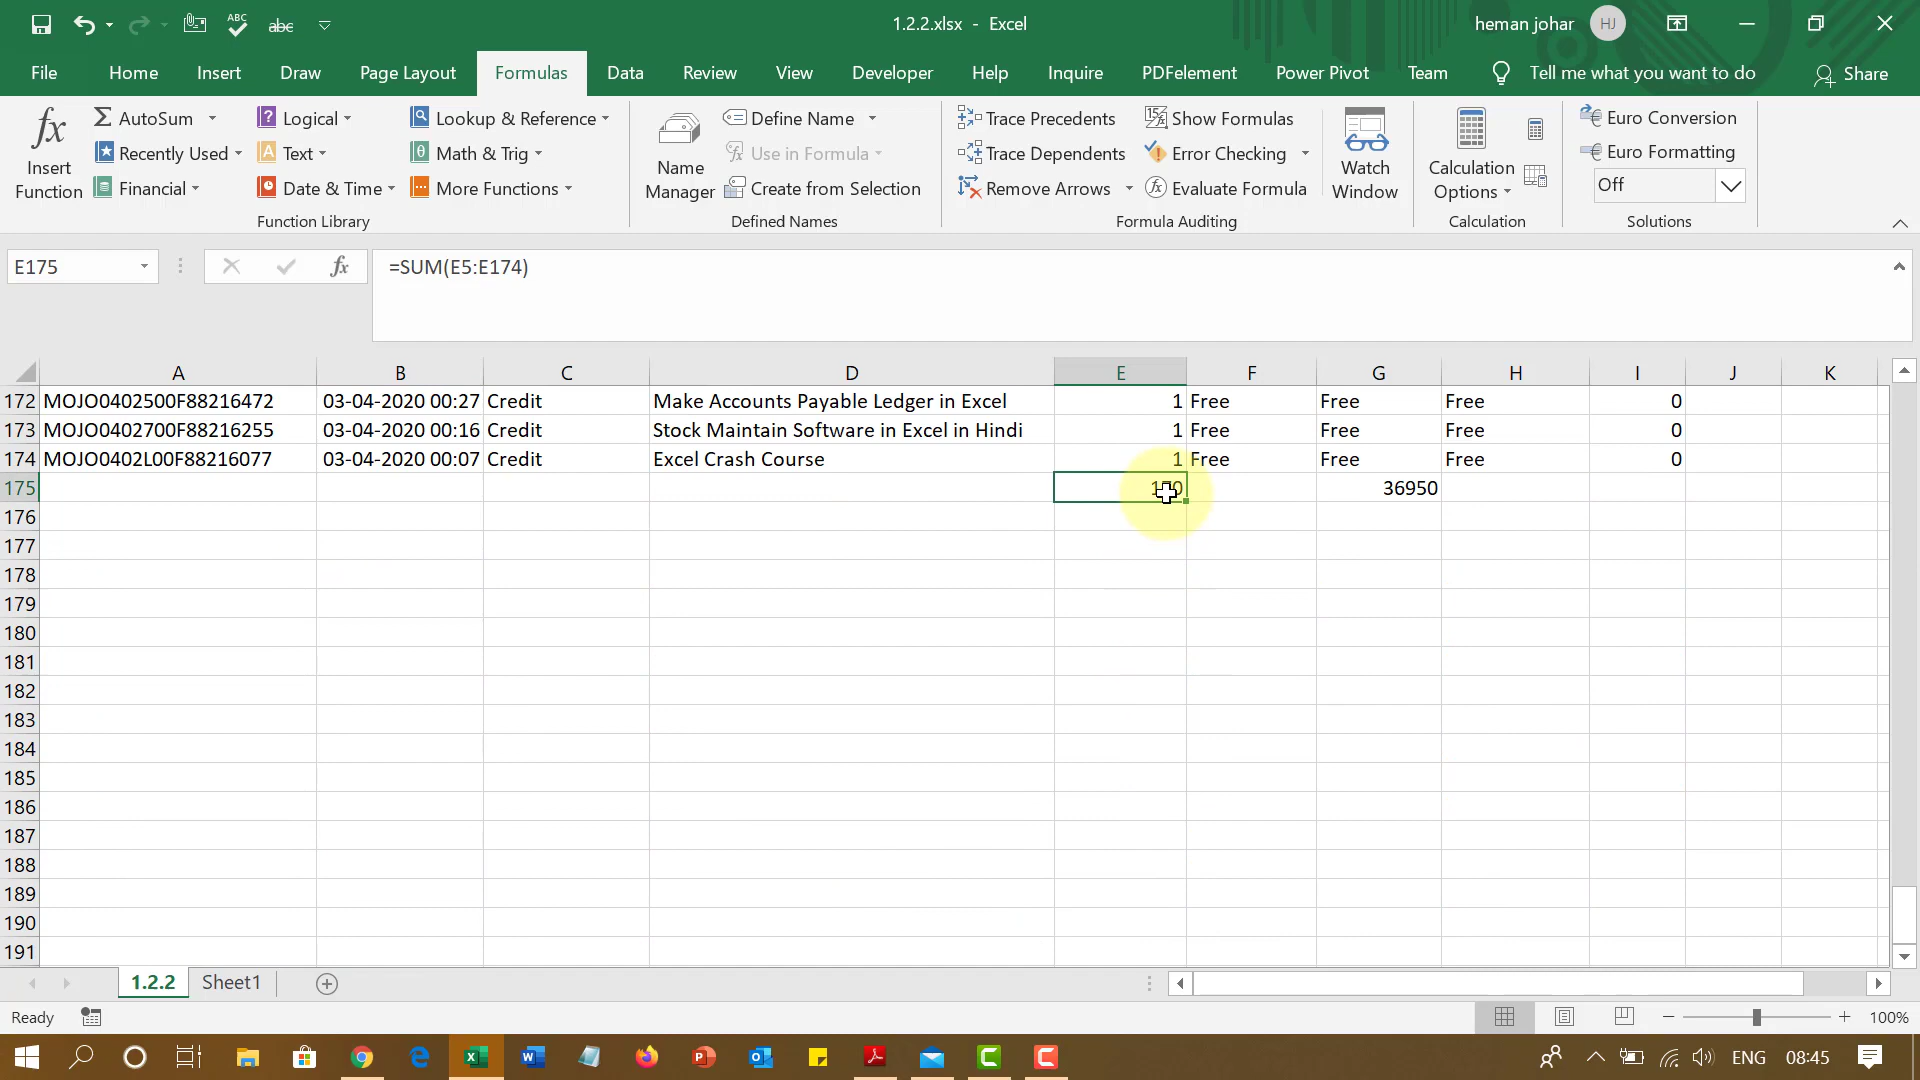 1.2.2.xlsx - Excel
heman johar HJ
File Home Insert Draw Page Layout Formulas Data Review View Developer Help Inquire PDFelement Power Pivot Team Tell me what you want to do Share
Insert Function
AutoSum
Recently Used
Financial
Logical
Text
Date & Time
Lookup & Reference
Math & Trig
More Functions
Function Library
Name Manager
Define Name
Use in Formula
Create from Selection
Defined Names
Trace Precedents
Trace Dependents
Remove Arrows
Show Formulas
Error Checking
Evaluate Formula
Formula Auditing
Watch Window
Calculation Options
Calculation
Euro Conversion
Euro Formatting
Off
Solutions
E175 fx =SUM(E5:E174)
A B C D E F G H I J K
172 MOJO0402500F88216472 03-04-2020 00:27 Credit Make Accounts Payable Ledger in Excel 1 Free Free Free 0
173 MOJO0402700F88216255 03-04-2020 00:16 Credit Stock Maintain Software in Excel in Hindi 1 Free Free Free 0
174 MOJO0402L00F88216077 03-04-2020 00:07 Credit Excel Crash Course 1 Free Free Free 0
175 170 36950
176
177
178
179
180
181
182
183
184
185
186
187
188
189
190
191
1.2.2 Sheet1
Ready 100%
ENG 08:45